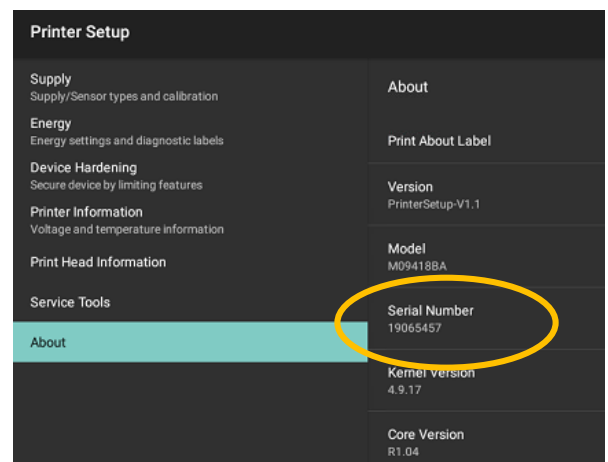 Printer Setup
Supply
Supply/Sensor types and calibration
Energy
Energy settings and diagnostic labels
Device Hardening
Secure device by limiting features
Printer Information
Voltage and temperature information
Print Head Information
Service Tools
About
About
Print About Label
Version
PrinterSetup-V1.1
Model
M09418BA
Serial Number
19065457
Kernel Version
4.9.17
Core Version
R1.04